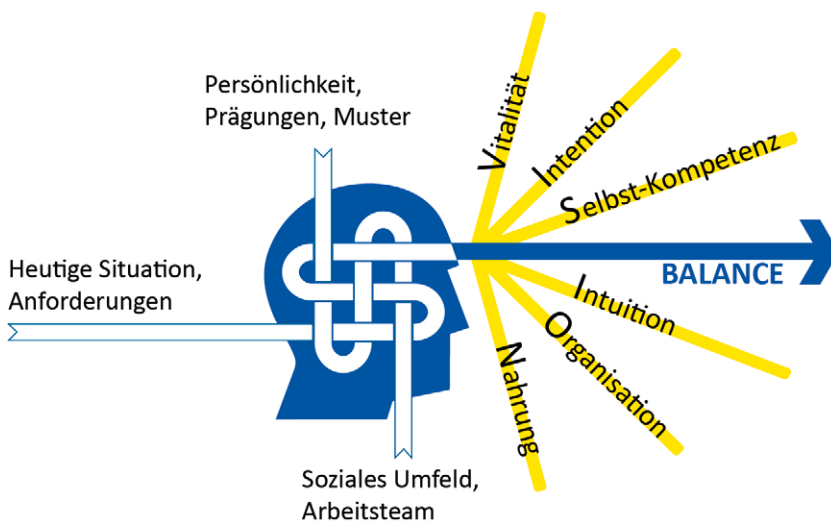 Persönlichkeit,
Prägungen, Muster
Heutige Situation,
Anforderungen
Soziales Umfeld,
Arbeitsteam
Vitalität
Intention
Selbst-Kompetenz
BALANCE
Intuition
Organisation
Nahrung